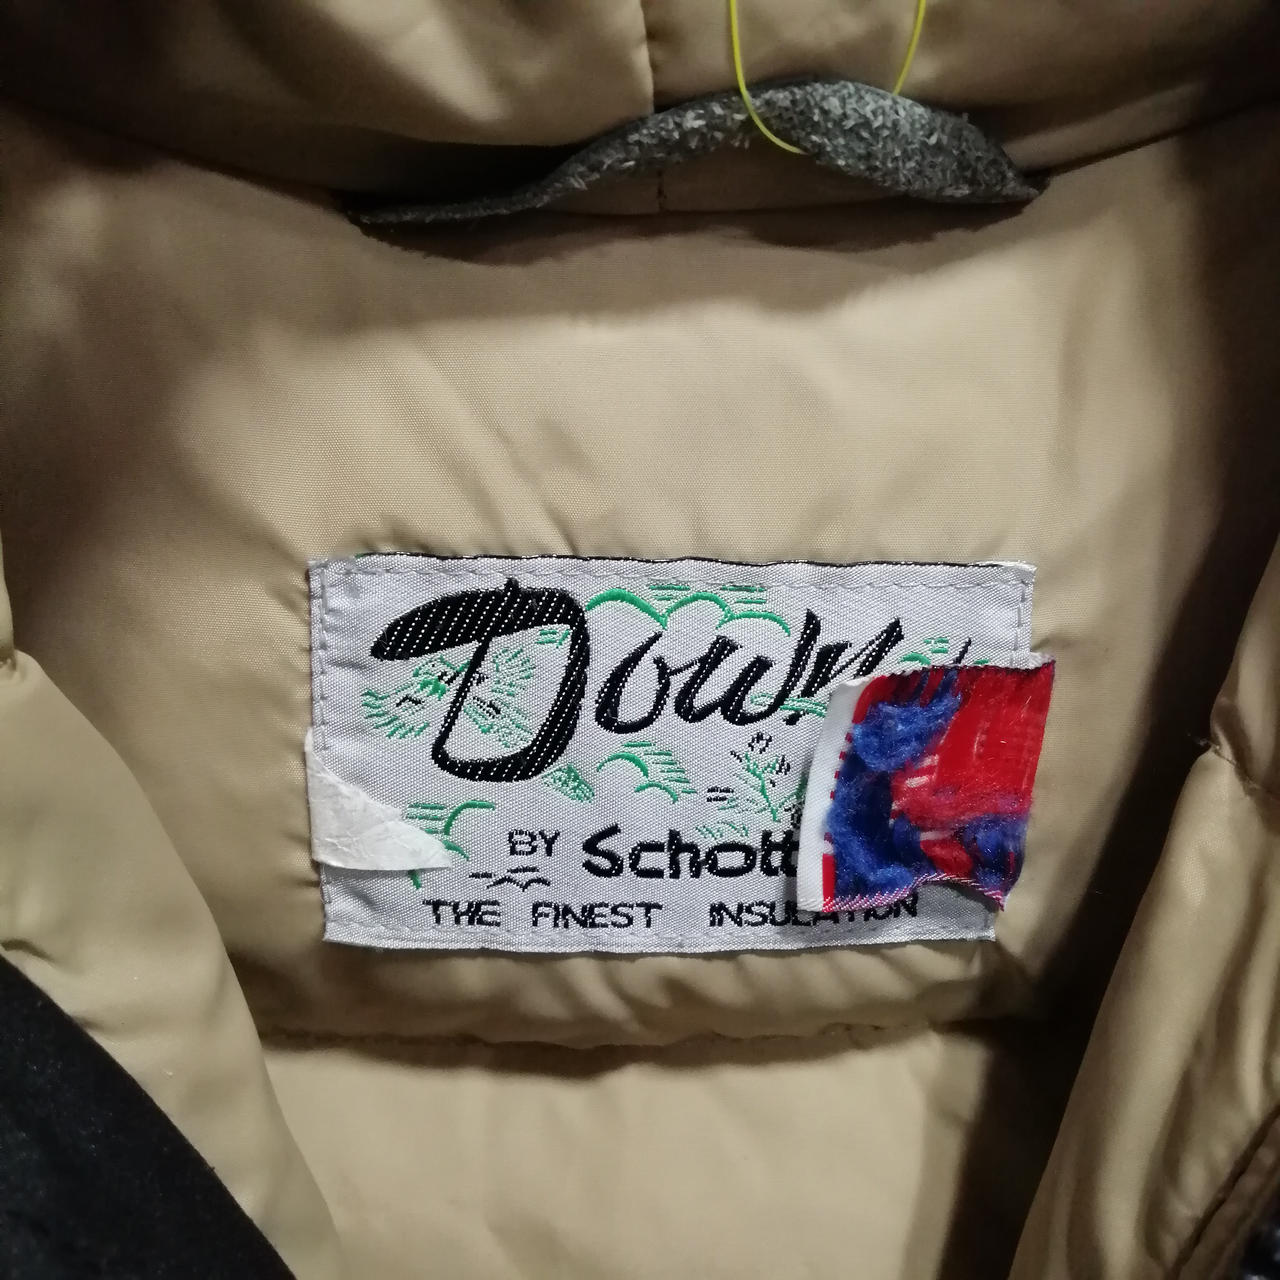 Down
BY Schott
THE FINEST INSULATION